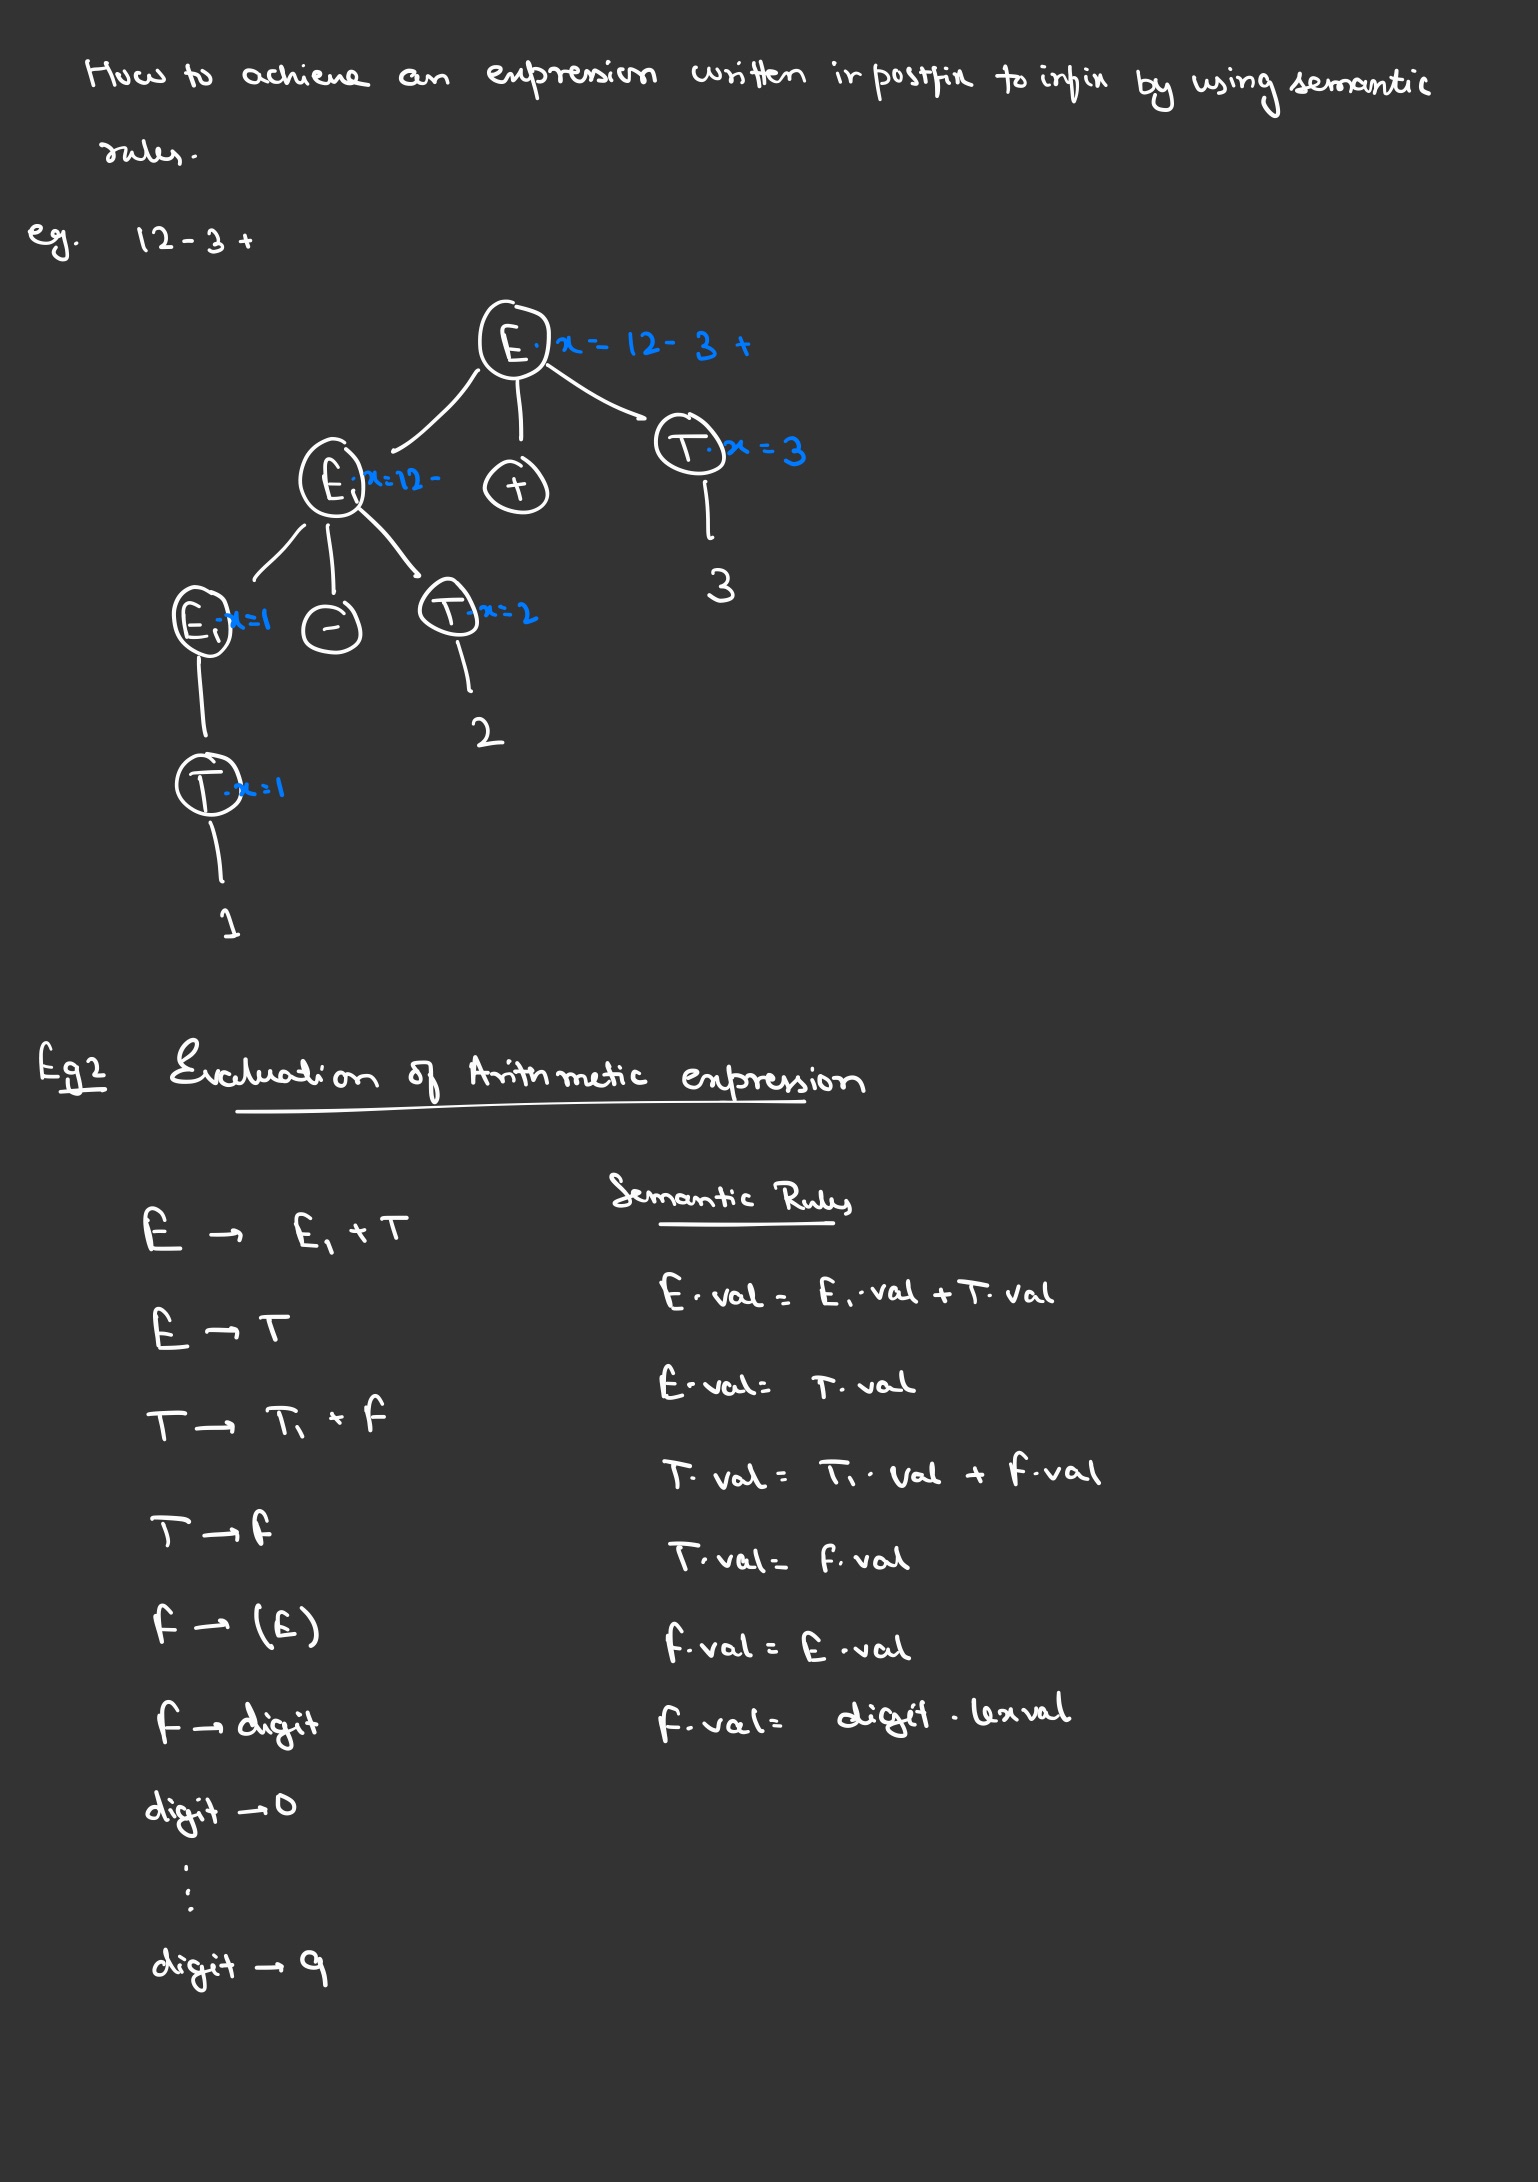 How to achieve an expression written in postfix to infix by using semantic
rules.
eg. 12-3+
E.x=12-3+
T.x=3
E1.x=12-
+
3
E1.x=1
-
T.x=2
2
T.x=1
1
Eg2 Evaluation of Arithmetic expression
Semantic Rules
E → E1 + T
E.val = E1.val + T.val
E → T
E.val = T.val
T → T1 + F
T.val = T1.val + F.val
T → F
T.val = F.val
F → (E)
F.val = E.val
F → digit
F.val = digit.lexval
digit → 0
⋮
digit → 9